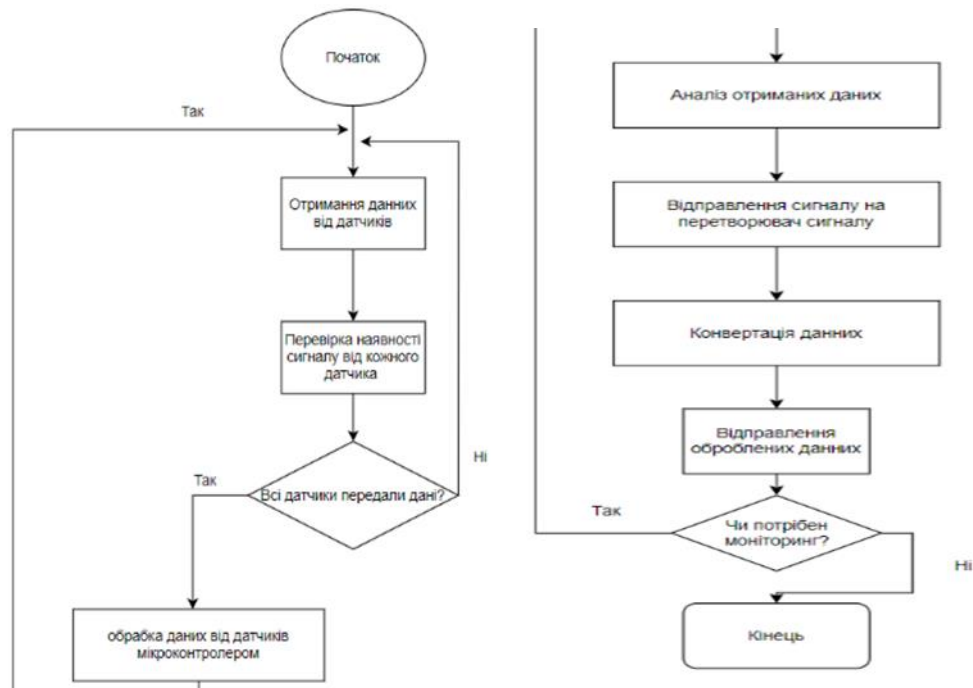 Початок
Так
Отримання данних
від датчиків
Перевірка наявності
сигналу від кожного
датчика
Ні
Так
Всі датчики передали дані?
обрабка даних від датчиків
мікроконтролером
Аналіз отриманих даних
Відправлення сигналу на
перетворювач сигналу
Конвертація данних
Відправлення
оброблених данних
Так
Чи потрібен
моніторинг?
Ні
Кінець